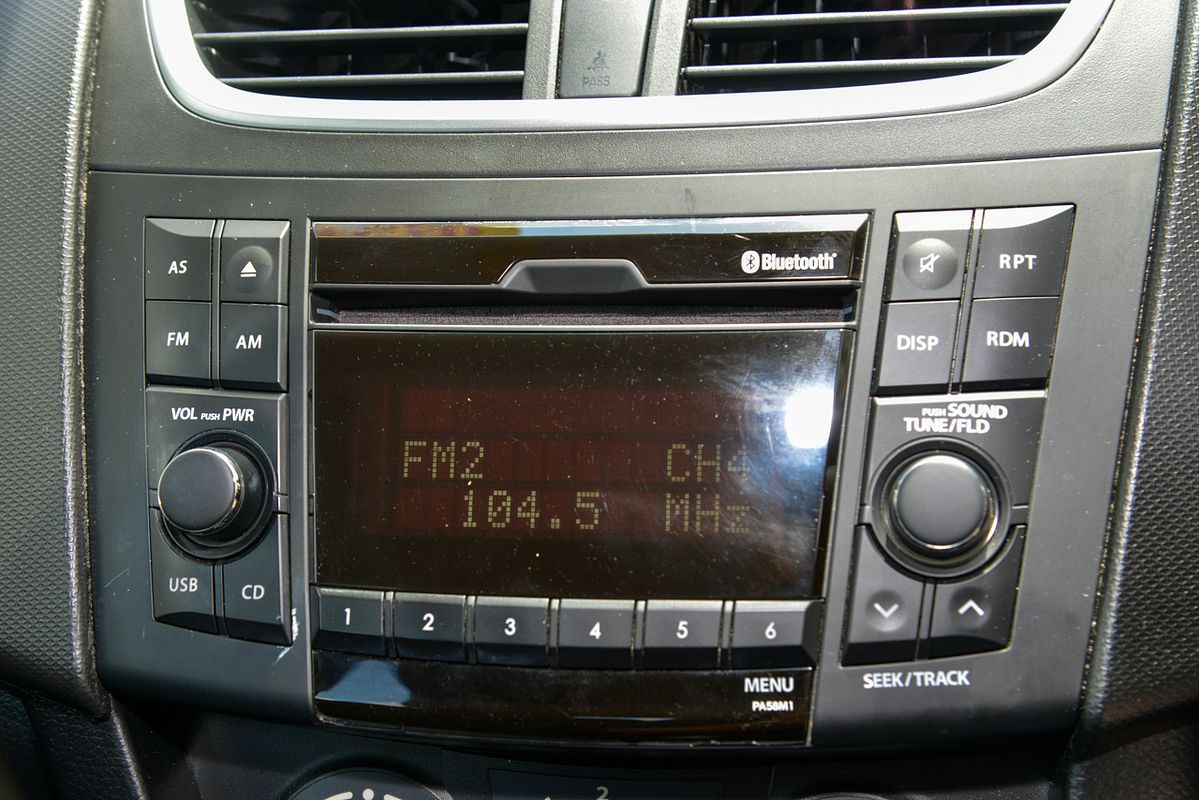 PASS
Bluetooth
AS
FM
AM
RPT
DISP
RDM
VOL PUSH PWR
PUSH SOUND
TUNE/FLD
FM2 CH4
104.5 MHz
USB
CD
1 2 3 4 5 6
MENU
PA58M1
SEEK/TRACK
2